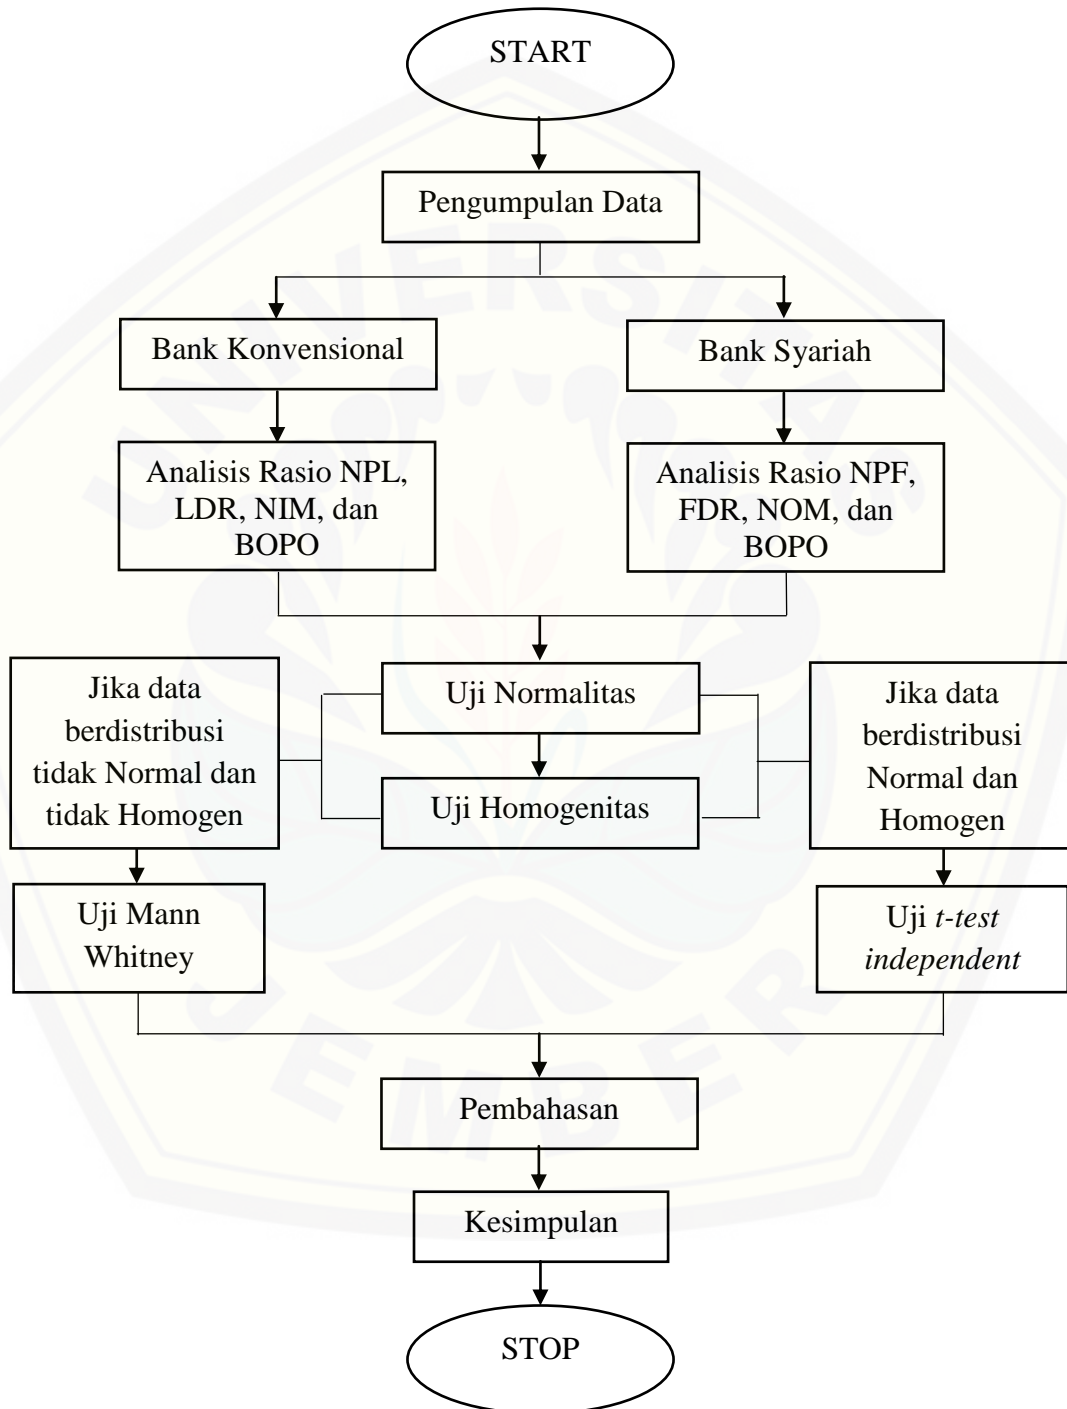 START
Pengumpulan Data
Bank Konvensional
Bank Syariah
Analisis Rasio NPL,
LDR, NIM, dan
BOPO
Analisis Rasio NPF,
FDR, NOM, dan
BOPO
Jika data
berdistribusi
tidak Normal dan
tidak Homogen
Uji Normalitas
Uji Homogenitas
Jika data
berdistribusi
Normal dan
Homogen
Uji Mann
Whitney
Uji t-test
independent
Pembahasan
Kesimpulan
STOP
UNIVERSITAS
JEMBER